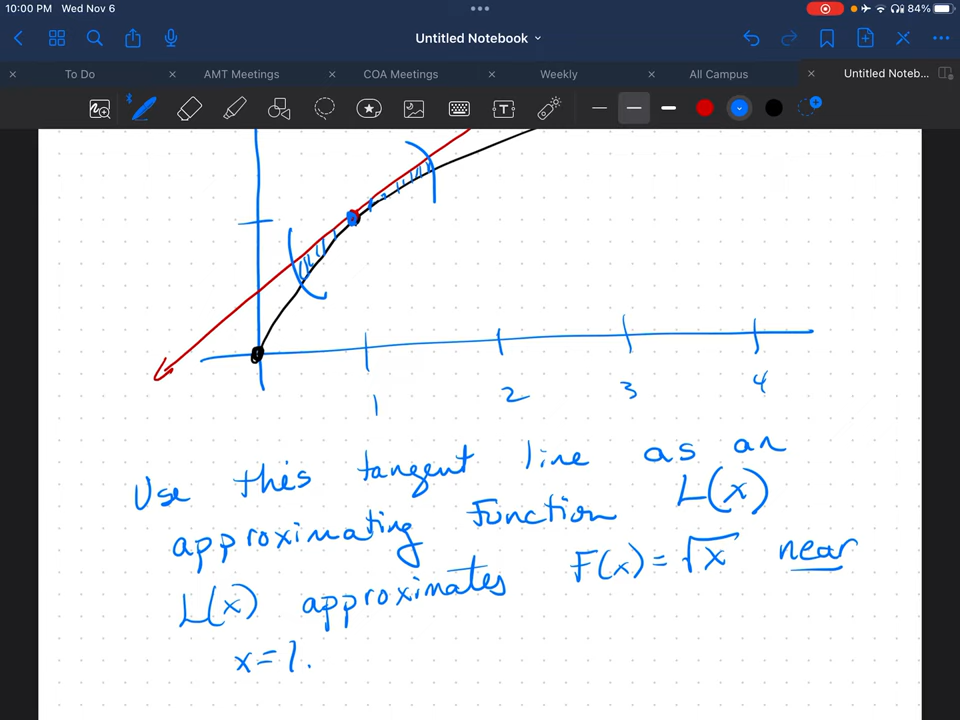 10:00 PM Wed Nov 6
84%
Untitled Notebook
To Do
AMT Meetings
COA Meetings
Weekly
All Campus
Untitled Noteb...
1
2
3
4
Use this tangent line as an
approximating function L(x)
L(x) approximates F(x) = √x near
x = 1.